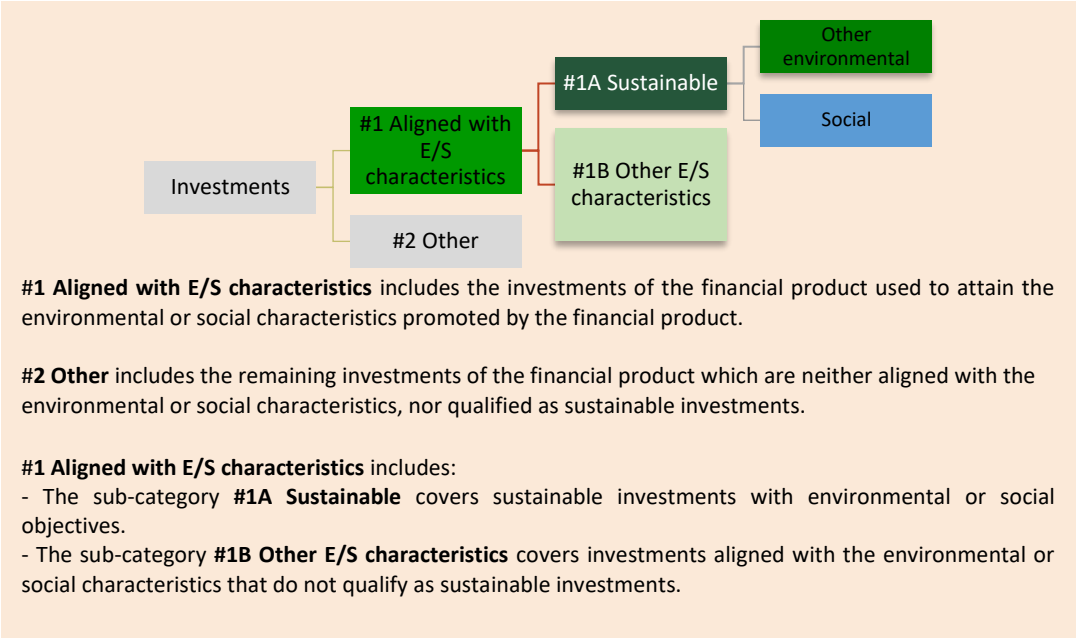 Other
environmental
#1A Sustainable
Social
#1 Aligned with
E/S
characteristics
#1B Other E/S
characteristics
Investments
#2 Other
#1 Aligned with E/S characteristics includes the investments of the financial product used to attain the
environmental or social characteristics promoted by the financial product.
#2 Other includes the remaining investments of the financial product which are neither aligned with the
environmental or social characteristics, nor qualified as sustainable investments.
#1 Aligned with E/S characteristics includes:
- The sub-category #1A Sustainable covers sustainable investments with environmental or social
objectives.
- The sub-category #1B Other E/S characteristics covers investments aligned with the environmental or
social characteristics that do not qualify as sustainable investments.